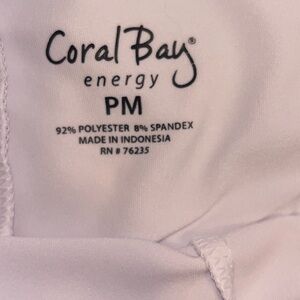 Coral Bay®
energy
PM
92% POLYESTER 8% SPANDEX
MADE IN INDONESIA
RN # 76235